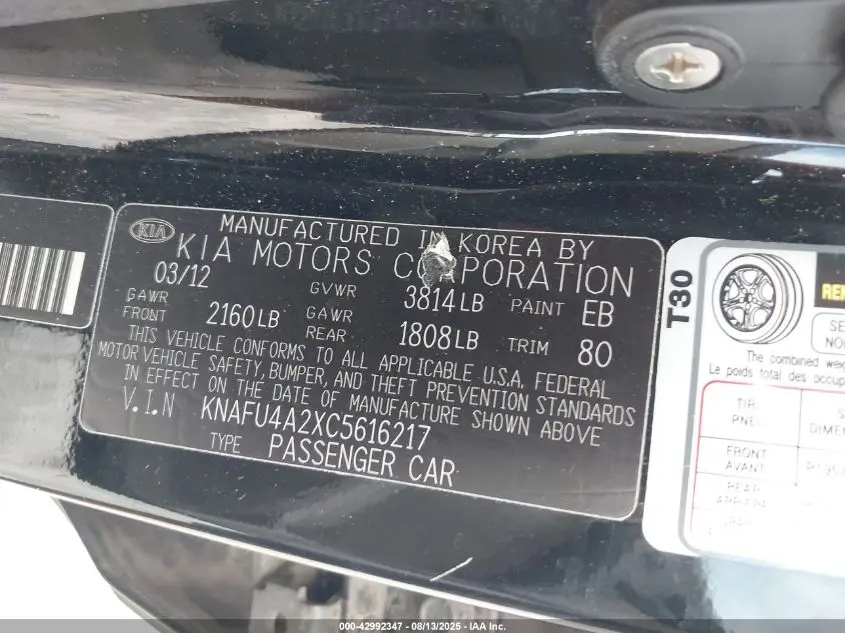 KIA
MANUFACTURED IN KOREA BY
KIA MOTORS CORPORATION
03/12
GVWR 3814LB PAINT EB
GAWR FRONT 2160LB GAWR REAR 1808LB TRIM 80
THIS VEHICLE CONFORMS TO ALL APPLICABLE U.S.A. FEDERAL
MOTOR VEHICLE SAFETY, BUMPER, AND THEFT PREVENTION STANDARDS
IN EFFECT ON THE DATE OF MANUFACTURE SHOWN ABOVE
V.I.N KNAFU4A2XC5616217
TYPE PASSENGER CAR
T30
The combined
Le poids total des
FRONT
AVANT
000-42992347 - 08/13/2025 - IAA Inc.